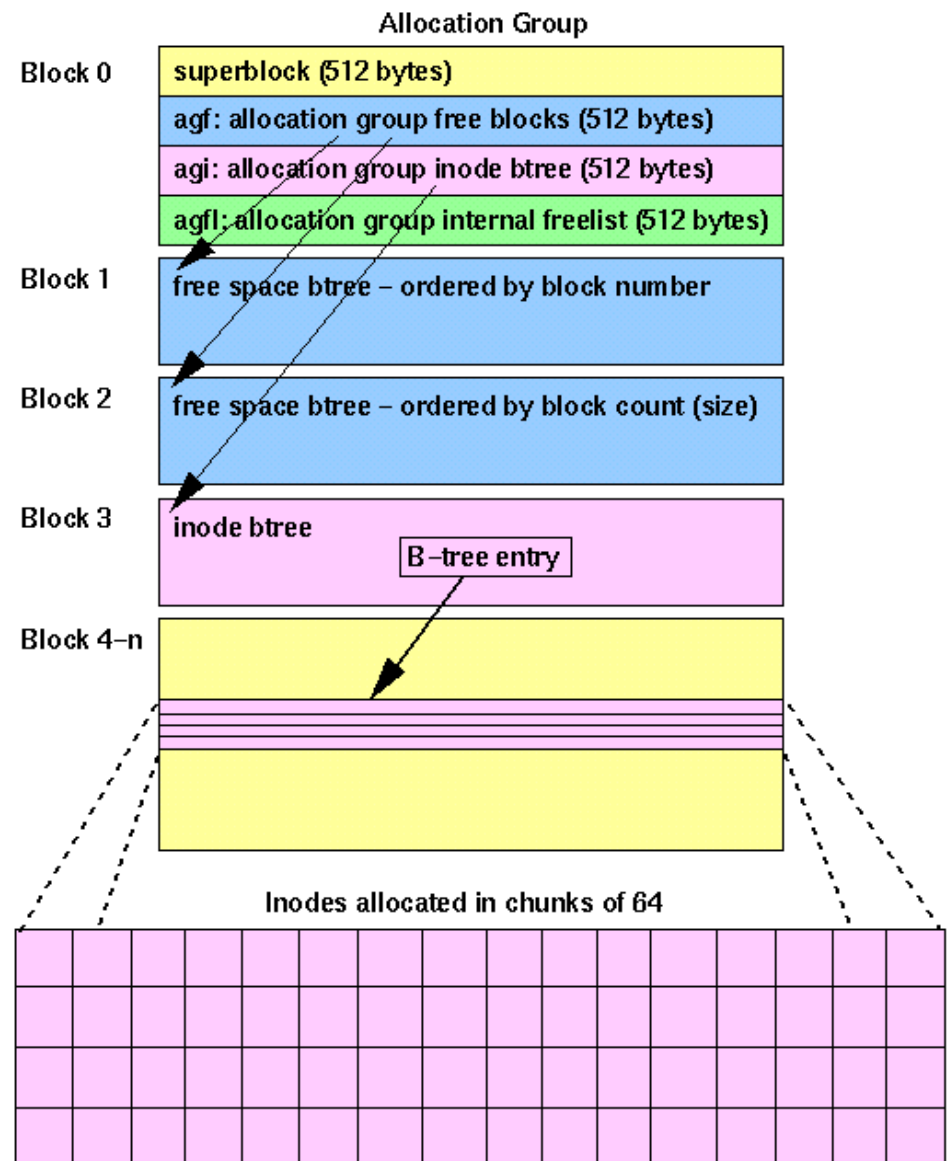 Allocation Group
Block 0
superblock (512 bytes)
agf: allocation group free blocks (512 bytes)
agi: allocation group inode btree (512 bytes)
agfl: allocation group internal freelist (512 bytes)
Block 1
free space btree – ordered by block number
Block 2
free space btree – ordered by block count (size)
Block 3
inode btree
B–tree entry
Block 4–n
Inodes allocated in chunks of 64